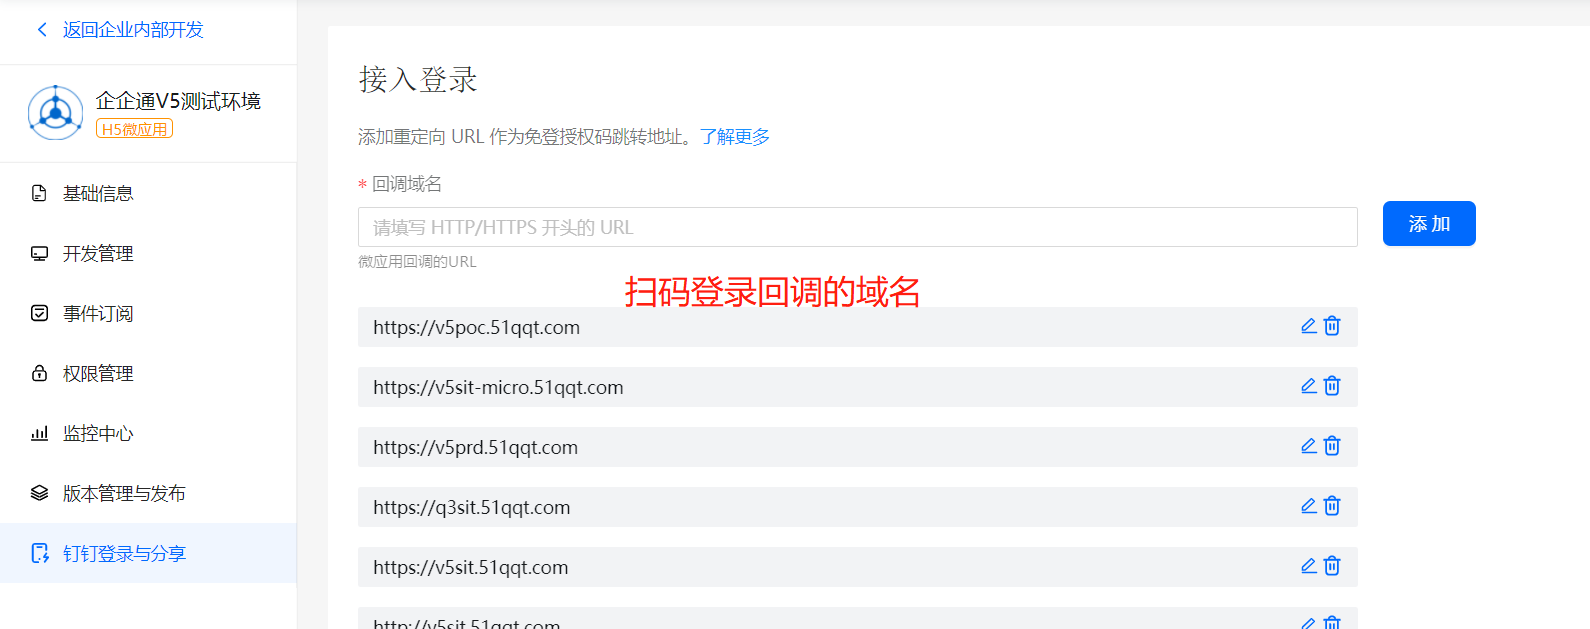 返回企业内部开发
企企通V5测试环境
H5微应用
基础信息
开发管理
事件订阅
权限管理
监控中心
版本管理与发布
钉钉登录与分享
接入登录
添加重定向 URL 作为免登授权码跳转地址。了解更多
* 回调域名
请填写 HTTP/HTTPS 开头的 URL
添 加
微应用回调的URL
扫码登录回调的域名
https://v5poc.51qqt.com
https://v5sit-micro.51qqt.com
https://v5prd.51qqt.com
https://q3sit.51qqt.com
https://v5sit.51qqt.com
http://v5sit.51qqt.com